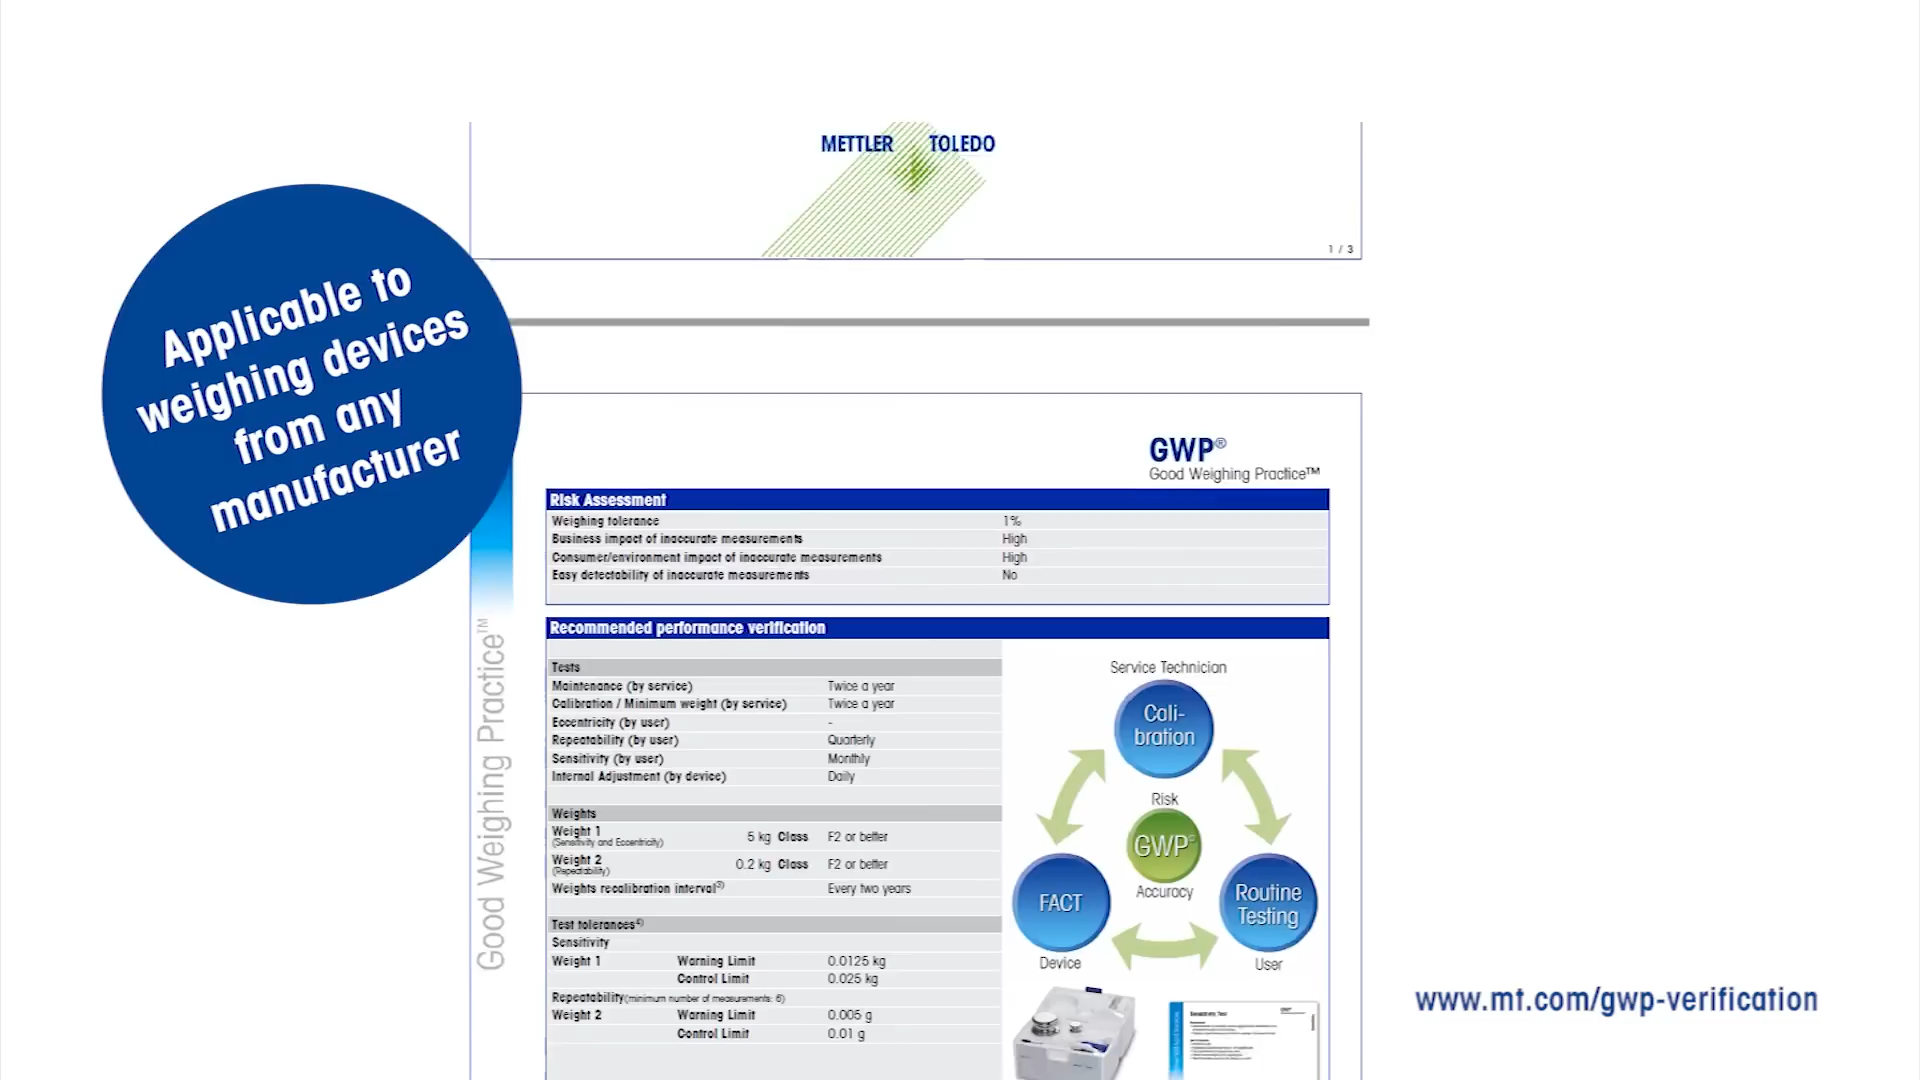 METTLER TOLEDO
1 / 3
Applicable to
weighing devices
from any
manufacturer
GWP®
Good Weighing Practice™
Good Weighing Practice™
Risk Assessment
Weighing tolerance 1%
Business impact of inaccurate measurements High
Consumer/environment impact of inaccurate measurements High
Easy detectability of inaccurate measurements No
Recommended performance verification
Tests
Maintenance (by service) Twice a year
Calibration / Minimum weight (by service) Twice a year
Eccentricity (by user) -
Repeatability (by user) Quarterly
Sensitivity (by user) Monthly
Internal Adjustment (by device) Daily
Weights
Weight 1 5 kg Class F2 or better
(Sensitivity and Eccentricity)
Weight 2 0.2 kg Class F2 or better
(Repeatability)
Weights recalibration interval³⁾ Every two years
Test tolerances⁴⁾
Sensitivity
Weight 1 Warning Limit 0.0125 kg
Control Limit 0.025 kg
Repeatability(minimum number of measurements: 6)
Weight 2 Warning Limit 0.005 g
Control Limit 0.01 g
Service Technician
Cali-
bration
Risk
GWP®
Accuracy
FACT
Device
Routine
Testing
User
Sensitivity Test
GWP
www.mt.com/gwp-verification